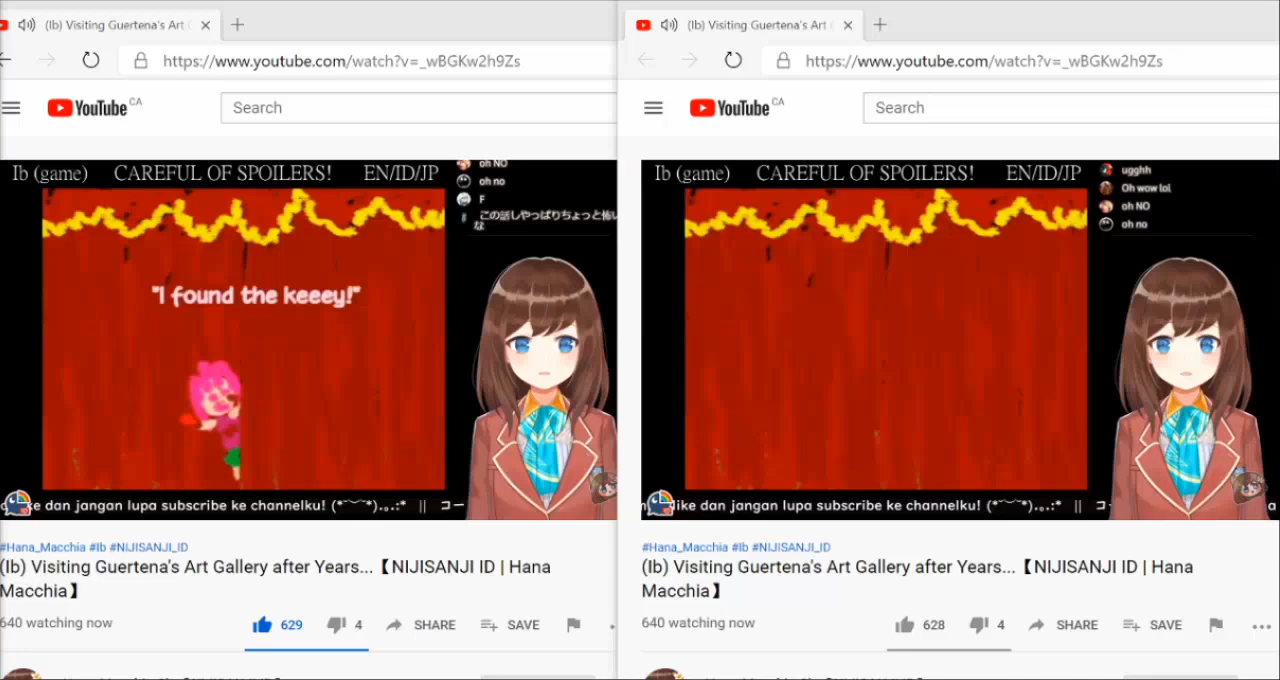 (Ib) Visiting Guertena's Art
https://www.youtube.com/watch?v=_wBGKw2h9Zs
YouTube CA
Search
Ib (game) CAREFUL OF SPOILERS! EN/ID/JP
oh NO
oh no
F
この話しやっぱりちょっと怖い
な
"I found the keeey!"
ke dan jangan lupa subscribe ke channelku! (*˘︶˘*).｡.:* || コー
#Hana_Macchia #Ib #NIJISANJI_ID
(Ib) Visiting Guertena's Art Gallery after Years...【NIJISANJI ID | Hana
Macchia】
640 watching now
629 4 SHARE SAVE
(Ib) Visiting Guertena's Art
https://www.youtube.com/watch?v=_wBGKw2h9Zs
YouTube CA
Search
Ib (game) CAREFUL OF SPOILERS! EN/ID/JP
ugghh
Oh wow lol
oh NO
oh no
like dan jangan lupa subscribe ke channelku! (*˘︶˘*).｡.:* || コ
#Hana_Macchia #Ib #NIJISANJI_ID
(Ib) Visiting Guertena's Art Gallery after Years...【NIJISANJI ID | Hana
Macchia】
640 watching now
628 4 SHARE SAVE